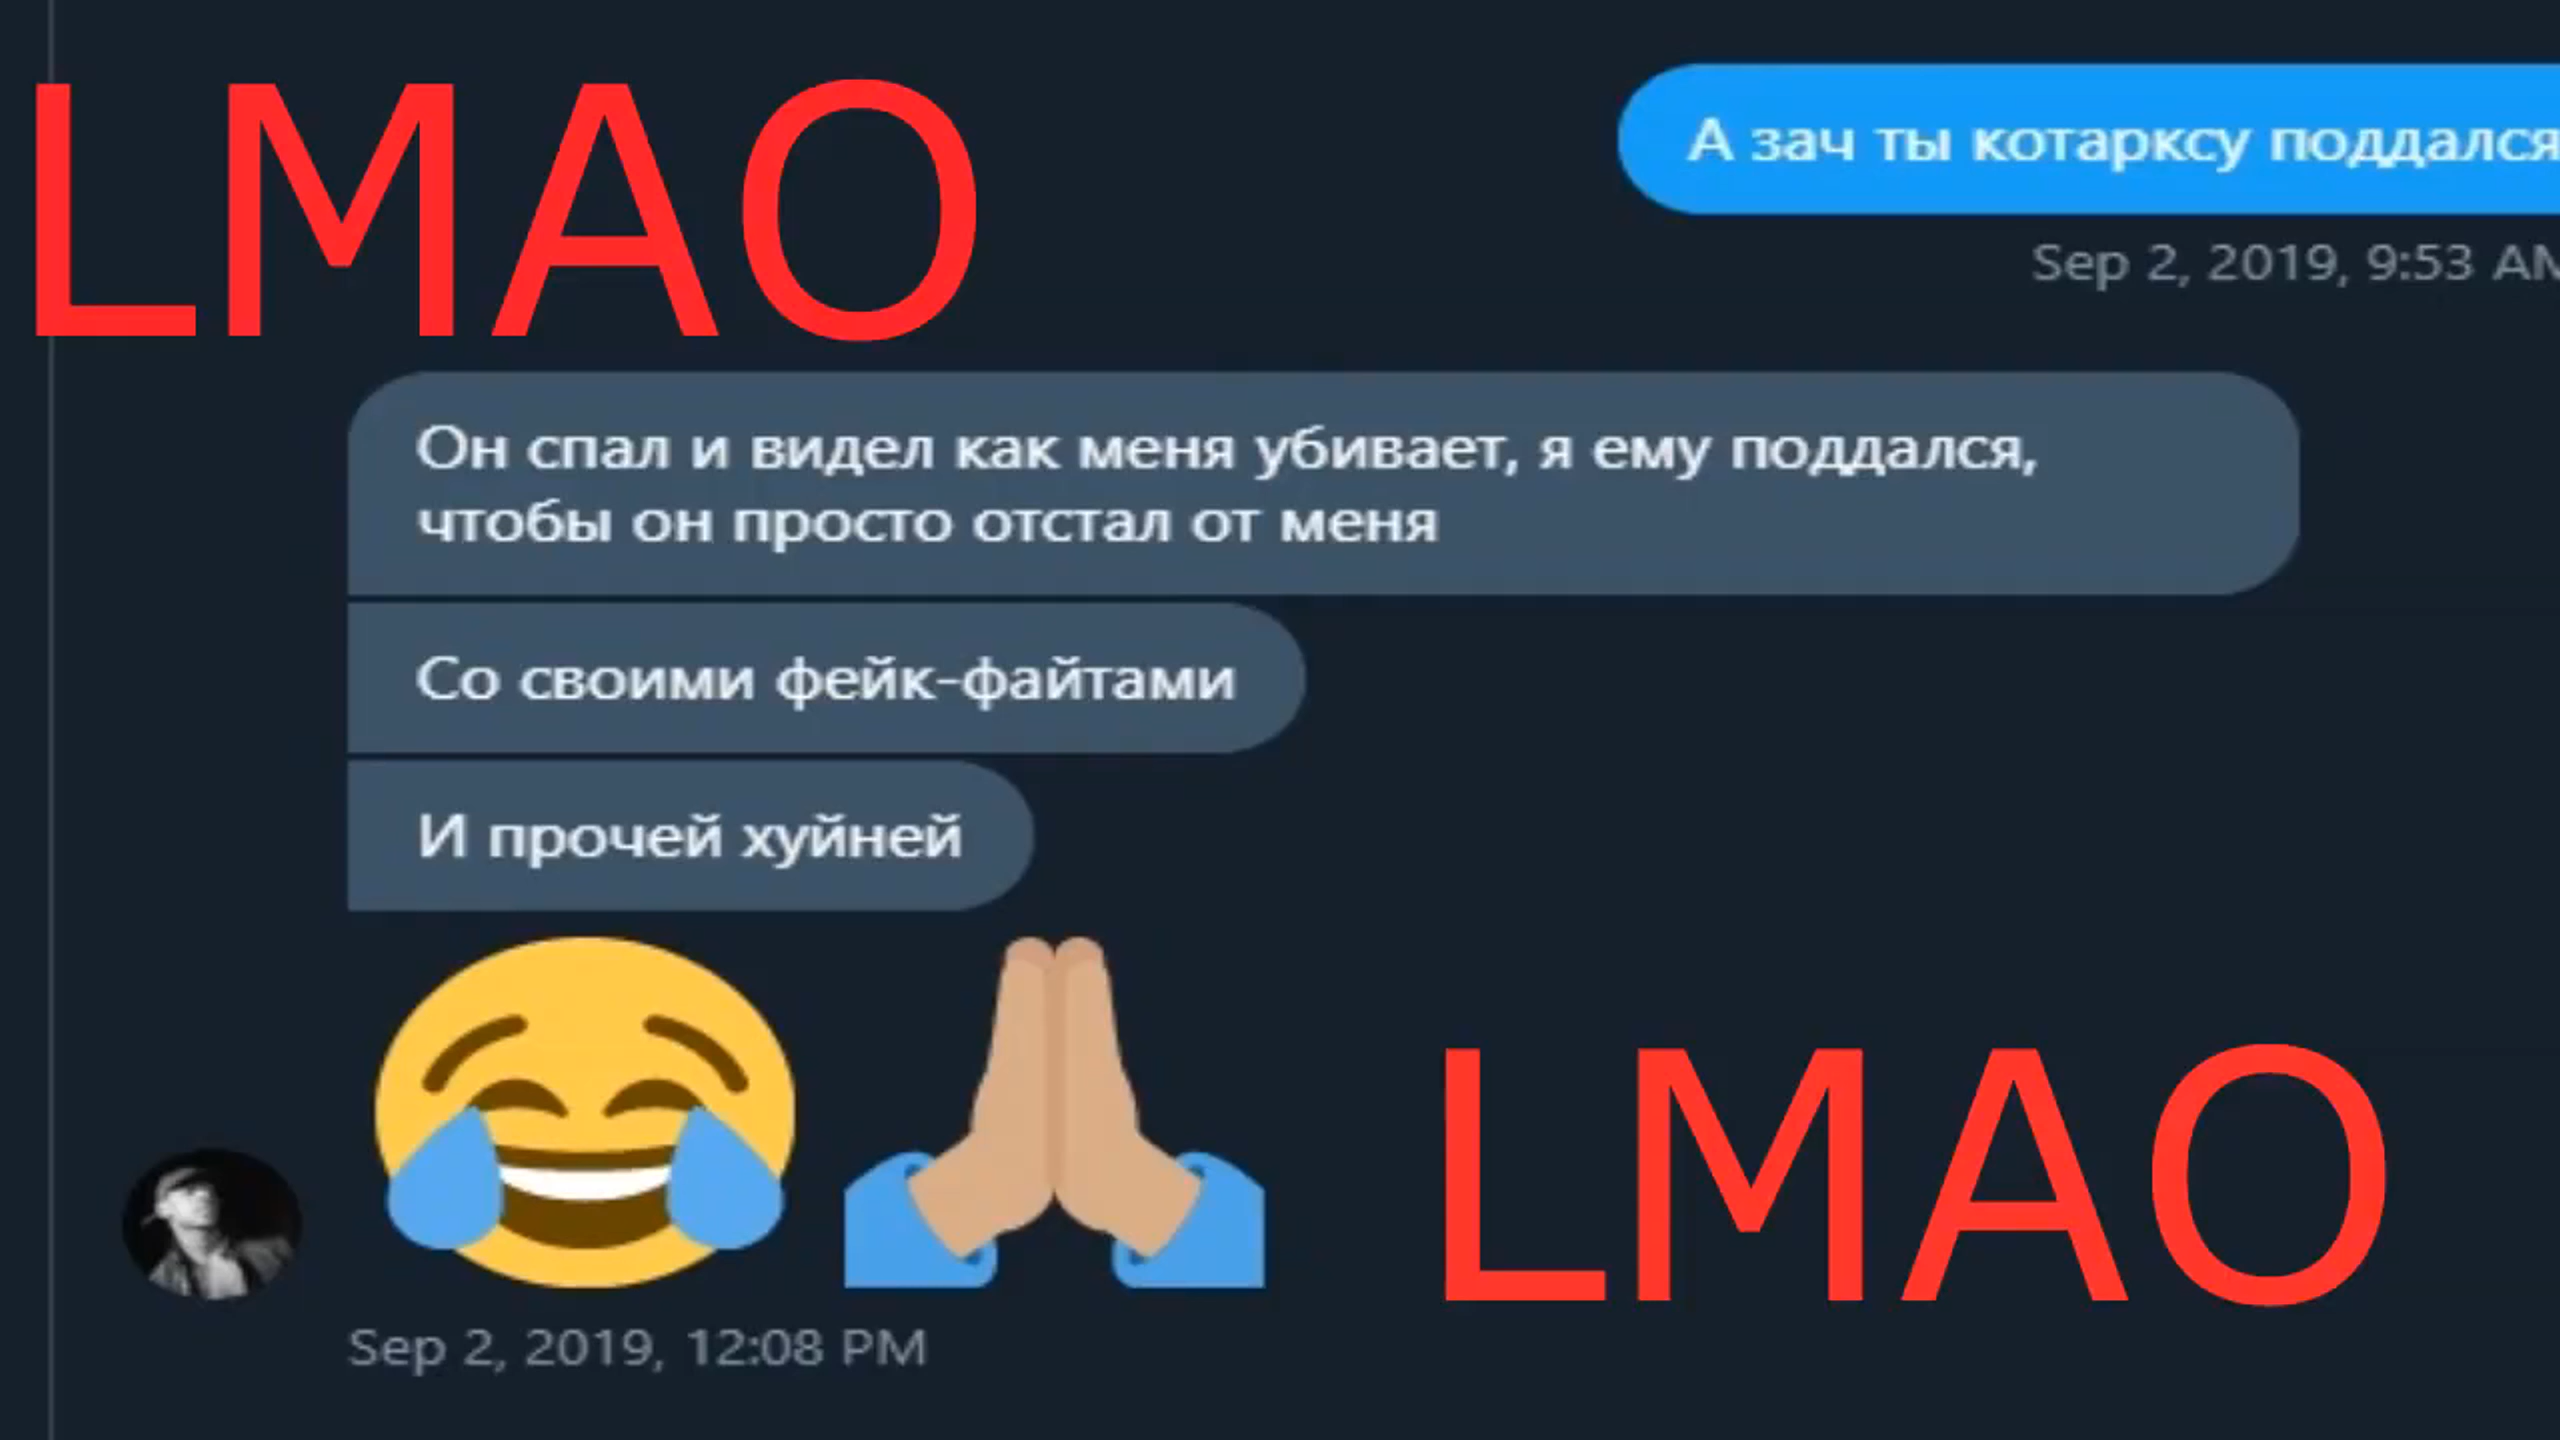 LMAO
А зач ты котарксу поддался
Sep 2, 2019, 9:53 AM
Он спал и видел как меня убивает, я ему поддался,
чтобы он просто отстал от меня
Со своими фейк-файтами
И прочей хуйней
😂🙏🏼
LMAO
Sep 2, 2019, 12:08 PM